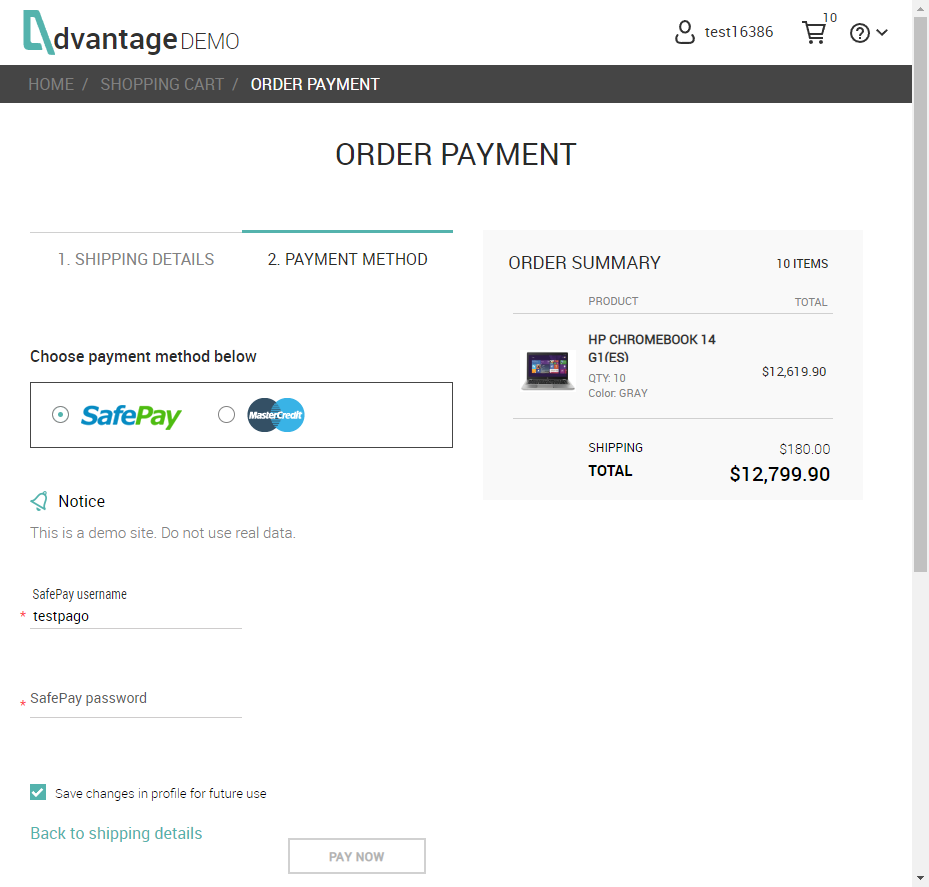 dvantage DEMO
test16386
10
HOME / SHOPPING CART / ORDER PAYMENT
ORDER PAYMENT
1. SHIPPING DETAILS
2. PAYMENT METHOD
Choose payment method below
SafePay
MasterCredit
Notice
This is a demo site. Do not use real data.
SafePay username
* testpago
* SafePay password
Save changes in profile for future use
Back to shipping details
PAY NOW
ORDER SUMMARY
10 ITEMS
PRODUCT
TOTAL
HP CHROMEBOOK 14
G1(ES)
QTY: 10
Color: GRAY
$12,619.90
SHIPPING
$180.00
TOTAL
$12,799.90